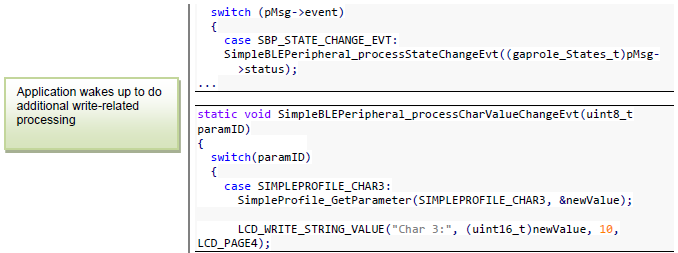 switch (pMsg->event)
{
case SBP_STATE_CHANGE_EVT:
SimpleBLEPeripheral_processStateChangeEvt((gaprole_States_t)pMsg-
>status);
...
Application wakes up to do
additional write-related
processing
static void SimpleBLEPeripheral_processCharValueChangeEvt(uint8_t
paramID)
{
switch(paramID)
{
case SIMPLEPROFILE_CHAR3:
SimpleProfile_GetParameter(SIMPLEPROFILE_CHAR3, &newValue);
LCD_WRITE_STRING_VALUE("Char 3:", (uint16_t)newValue, 10,
LCD_PAGE4);